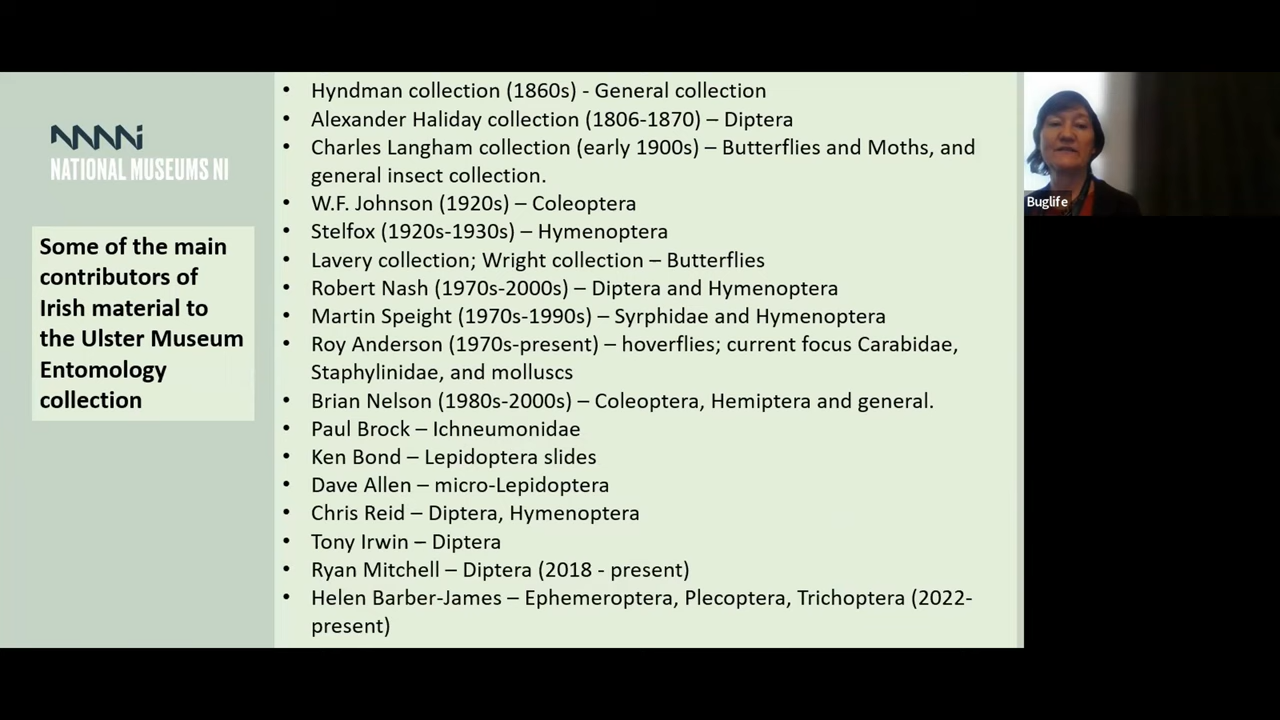 NATIONAL MUSEUMS NI
Some of the main
contributors of
Irish material to
the Ulster Museum
Entomology
collection
• Hyndman collection (1860s) - General collection
• Alexander Haliday collection (1806-1870) – Diptera
• Charles Langham collection (early 1900s) – Butterflies and Moths, and
general insect collection.
• W.F. Johnson (1920s) – Coleoptera
• Stelfox (1920s-1930s) – Hymenoptera
• Lavery collection; Wright collection – Butterflies
• Robert Nash (1970s-2000s) – Diptera and Hymenoptera
• Martin Speight (1970s-1990s) – Syrphidae and Hymenoptera
• Roy Anderson (1970s-present) – hoverflies; current focus Carabidae,
Staphylinidae, and molluscs
• Brian Nelson (1980s-2000s) – Coleoptera, Hemiptera and general.
• Paul Brock – Ichneumonidae
• Ken Bond – Lepidoptera slides
• Dave Allen – micro-Lepidoptera
• Chris Reid – Diptera, Hymenoptera
• Tony Irwin – Diptera
• Ryan Mitchell – Diptera (2018 - present)
• Helen Barber-James – Ephemeroptera, Plecoptera, Trichoptera (2022-
present)
Buglife